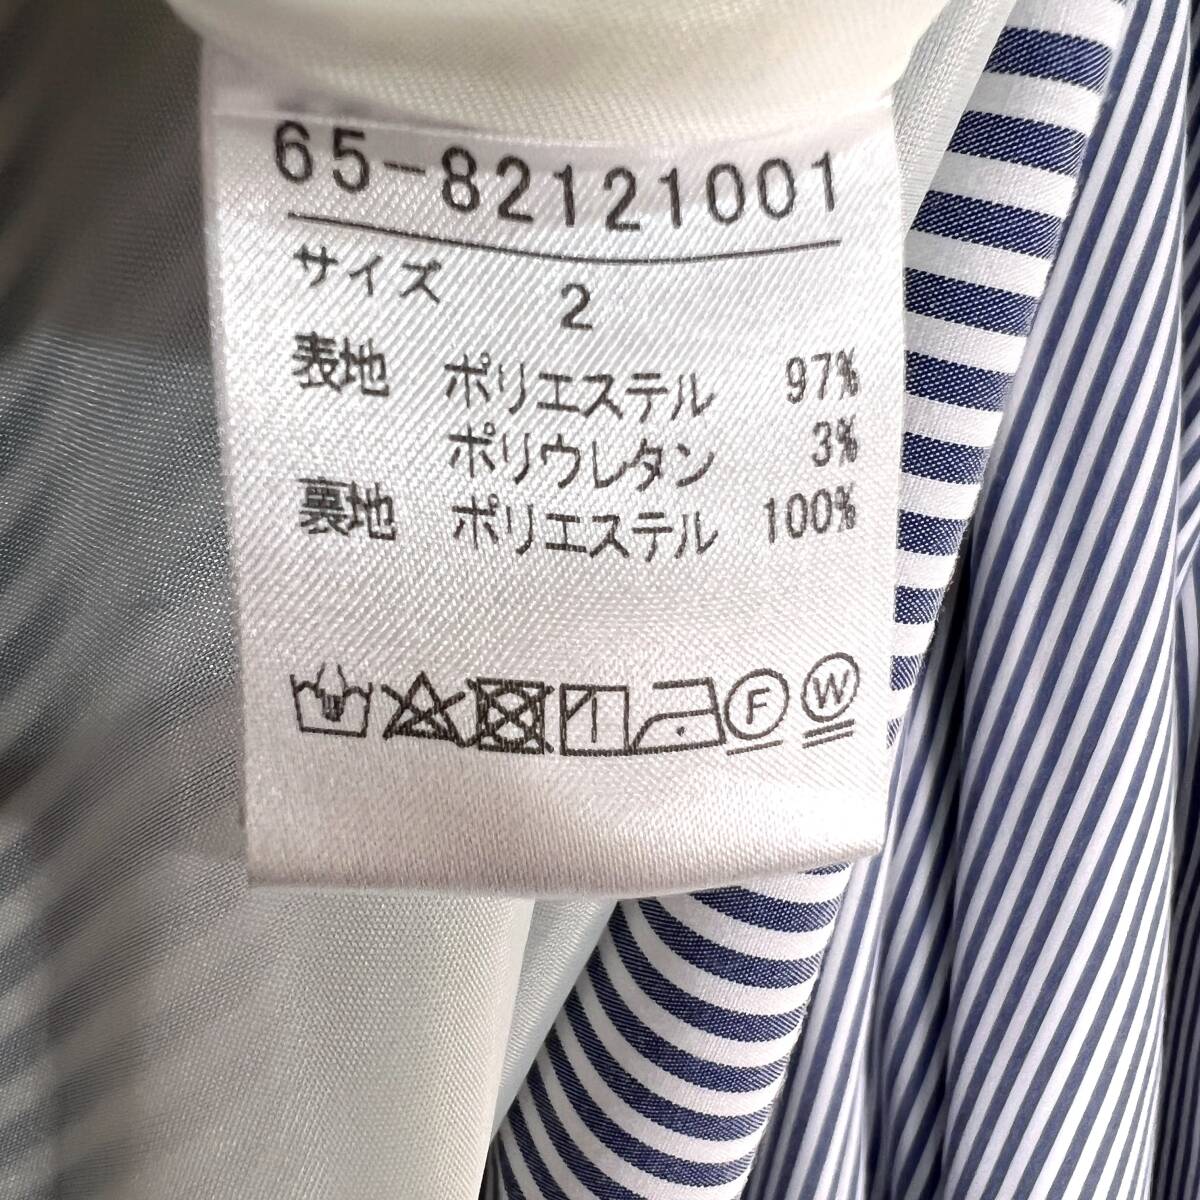 65-82121001
サイズ 2
表地 ポリエステル 97%
ポリウレタン 3%
裏地 ポリエステル 100%
F W